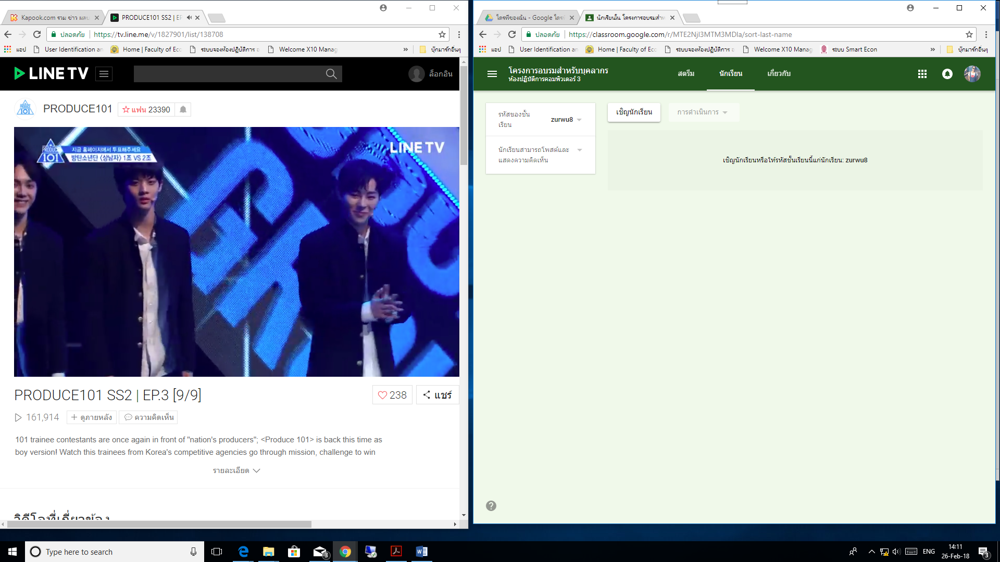 Kapook.com รวม ข่าว ผลบ
PRODUCE101 SS2 | EP
ปลอดภัย
https://tv.line.me/v/1827901/list/138708
แอป
User Identification an
Home | Faculty of Eco
ระบบจองห้องปฏิบัติการ อ
Welcome X10 Manag
»
บุ๊กมาร์กอื่นๆ
LINE TV
ล็อกอิน
PRODUCE101
แฟน 23390
PRODUCE
101
지금 홈페이지에서 투표해주세요
방탄소년단 <상남자> 1조 VS 2조
LINE TV
PRODUCE101 SS2 | EP.3 [9/9]
238
แชร์
161,914
+ ดูภายหลัง
ความคิดเห็น
101 trainee contestants are once again in front of "nation's producers"; <Produce 101> is back this time as
boy version! Watch this trainees from Korea's competitive agencies go through mission, challenge to win
รายละเอียด
วิดีโอที่เกี่ยวข้อง
ไดรฟ์ของฉัน - Google ไดรฟ
นักเรียนใน โครงการอบรมสำห
ปลอดภัย
https://classroom.google.com/r/MTE2NjI3MTM3MDla/sort-last-name
แอป
User Identification an
Home | Faculty of Eco
ระบบจองห้องปฏิบัติการ อ
Welcome X10 Manag
ระบบ Smart Econ
»
บุ๊กมาร์กอื่นๆ
โครงการอบรมสำหรับบุคลากร
ห้องปฏิบัติการคอมพิวเตอร์ 3
สตรีม
นักเรียน
เกี่ยวกับ
รหัสของชั้น
เรียน
zurwu8
นักเรียนสามารถโพสต์และ
แสดงความคิดเห็น
เชิญนักเรียน
การดำเนินการ
เชิญนักเรียนหรือให้รหัสชั้นเรียนนี้แก่นักเรียน: zurwu8
Type here to search
3
ENG
14:11
26-Feb-18
3